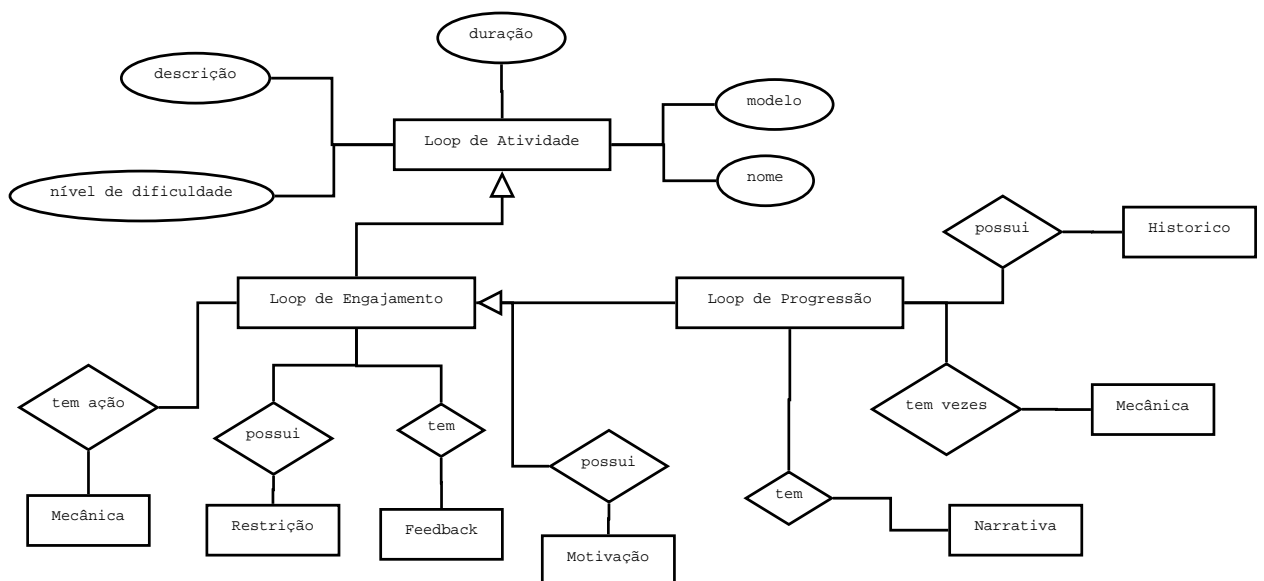 duração
descrição
modelo
Loop de Atividade
nível de dificuldade
nome
possui
Historico
Loop de Engajamento
Loop de Progressão
tem ação
possui
tem
possui
tem vezes
Mecânica
tem
Mecânica
Restrição
Feedback
Motivação
Narrativa